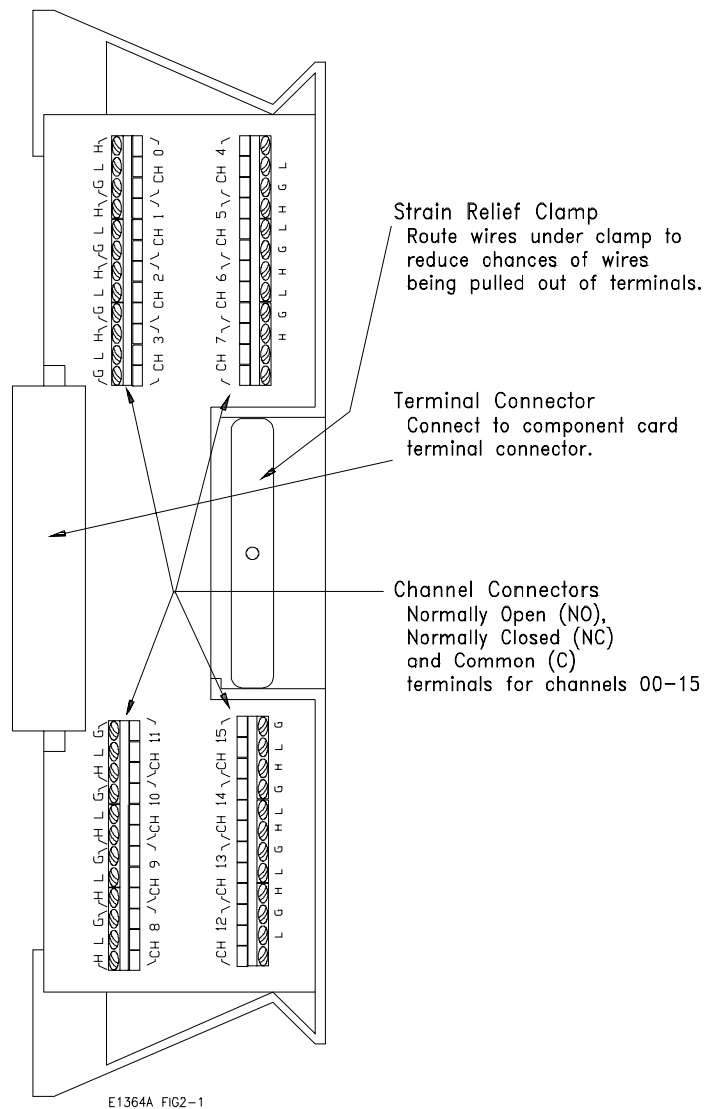 G L H G L H G L H G L H
CH 3 CH 2 CH 1 CH 0
CH 7 CH 6 CH 5 CH 4
H G L H G L H G L
Strain Relief Clamp
Route wires under clamp to
reduce chances of wires
being pulled out of terminals.
Terminal Connector
Connect to component card
terminal connector.
Channel Connectors
Normally Open (NO),
Normally Closed (NC)
and Common (C)
terminals for channels 00-15
H L G H L G H L G H L G
CH 8 CH 9 CH 10 CH 11
CH 12 CH 13 CH 14 CH 15
L G H L G H L G H L G
E1364A FIG2-1